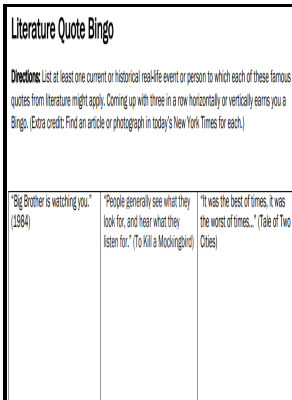 Literature Quote Bingo
Directions: List at least one current or historical real-life event or person to which each of these famous
quotes from literature might apply. Coming up with three in a row horizontally or vertically earns you a
Bingo. (Extra credit: Find an article or photograph in today's New York Times for each.)
"Big Brother is watching you."
(1984)
"People generally see what they
look for, and hear what they
listen for." (To Kill a Mockingbird)
"It was the best of times, it was
the worst of times..." (Tale of Two
Cities)